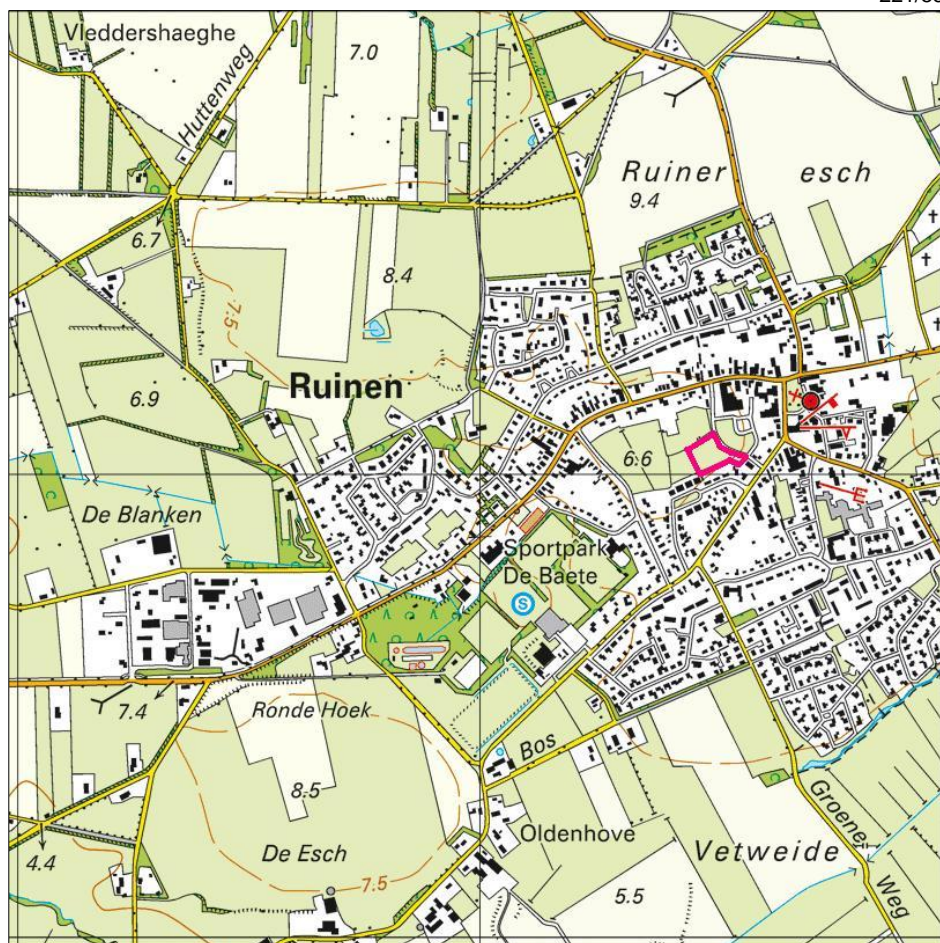 Vleddershaeghe
7.0
Huttenweg
Ruiner esch
9.4
6.7
8.4
7.5
Ruinen
6.9
6.6
De Blanken
Sportpark
De Baete
S
7.4
Ronde Hoek
Bos
8.5
Oldenhove
Groene
Vetweide
4.4
De Esch
7.5
5.5
Weg